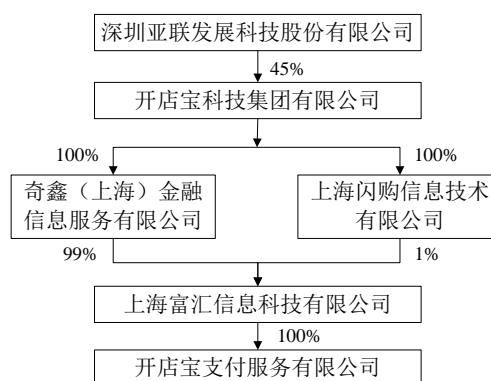 深圳亚联发展科技股份有限公司
45%
开店宝科技集团有限公司
100%
100%
奇鑫（上海）金融
信息服务有限公司
上海闪购信息技术
有限公司
99%
1%
上海富汇信息科技有限公司
100%
开店宝支付服务有限公司